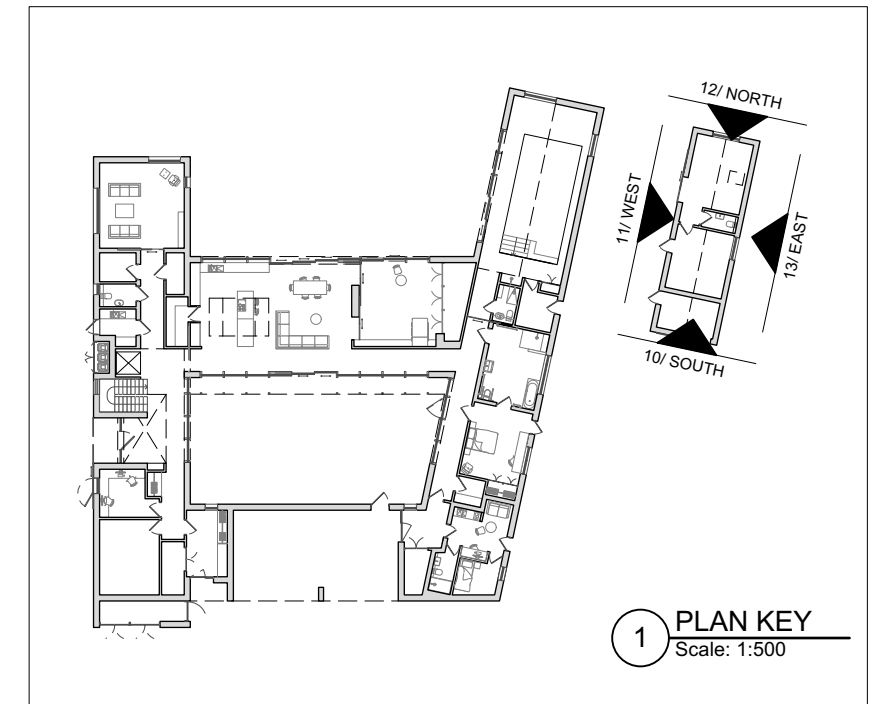 12/ NORTH
11/ WEST
13/ EAST
10/ SOUTH
1
PLAN KEY
Scale: 1:500